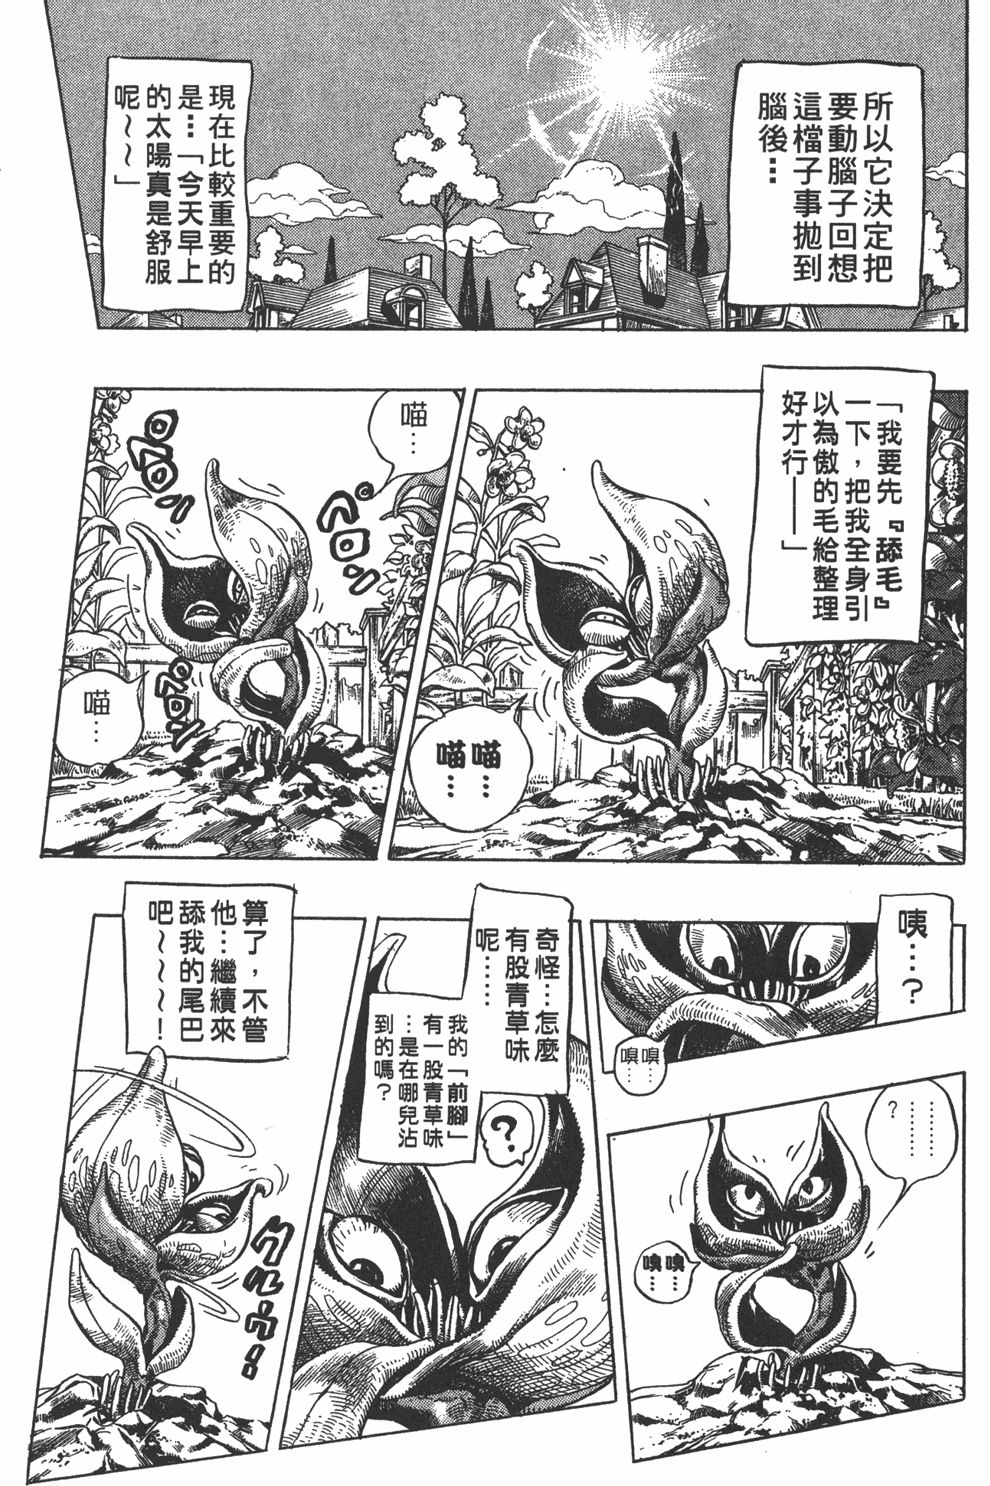 所以它決定把
要動腦子回想
這檔子事拋到
腦後…
現在比較重要的
是…「今天早上
的太陽真是舒服
呢～～」
「我要先『舔毛』
一下，把我全身引
以為傲的毛給整理
好才行——」
喵喵
……
喵…
喵…
咦…？
嗅嗅…
…………？
嗅嗅……
奇怪…怎麼
有股青草味
呢……
我的「前腳」
有一股青草味
…是在哪兒沾
到的嗎？
？
算了，不管
他…繼續來
舔我的尾巴
吧～～～！